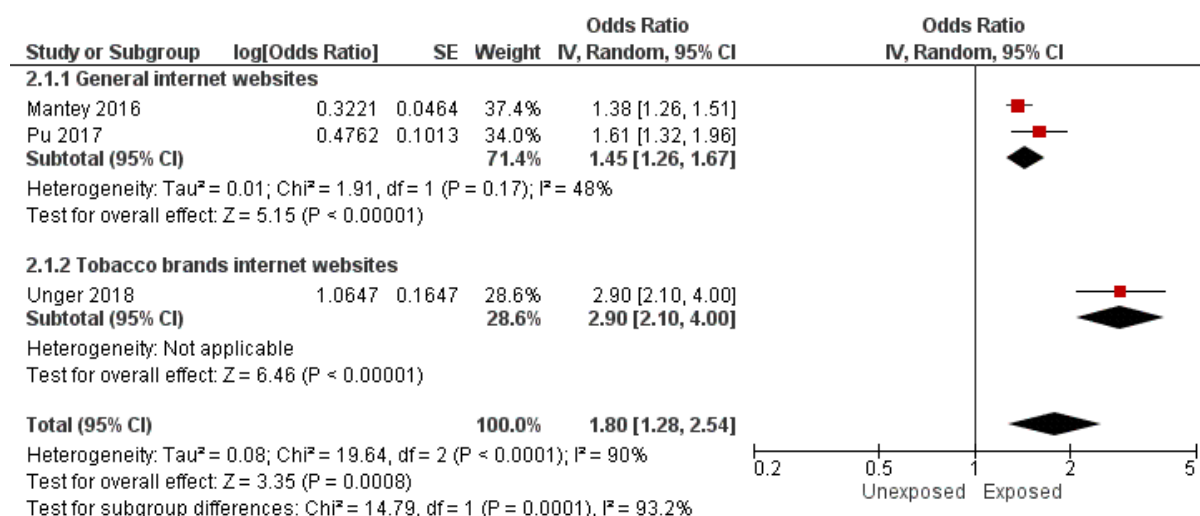 Odds Ratio Odds Ratio
Study or Subgroup log[Odds Ratio] SE Weight IV, Random, 95% CI IV, Random, 95% CI
2.1.1 General internet websites
Mantey 2016 0.3221 0.0464 37.4% 1.38 [1.26, 1.51]
Pu 2017 0.4762 0.1013 34.0% 1.61 [1.32, 1.96]
Subtotal (95% CI) 71.4% 1.45 [1.26, 1.67]
Heterogeneity: Tau² = 0.01; Chi² = 1.91, df = 1 (P = 0.17); I² = 48%
Test for overall effect: Z = 5.15 (P < 0.00001)
2.1.2 Tobacco brands internet websites
Unger 2018 1.0647 0.1647 28.6% 2.90 [2.10, 4.00]
Subtotal (95% CI) 28.6% 2.90 [2.10, 4.00]
Heterogeneity: Not applicable
Test for overall effect: Z = 6.46 (P < 0.00001)
Total (95% CI) 100.0% 1.80 [1.28, 2.54]
Heterogeneity: Tau² = 0.08; Chi² = 19.64, df = 2 (P < 0.0001); I² = 90%
Test for overall effect: Z = 3.35 (P = 0.0008)
Test for subgroup differences: Chi² = 14.79, df = 1 (P = 0.0001), I² = 93.2%
0.2 0.5 1 2 5
Unexposed Exposed